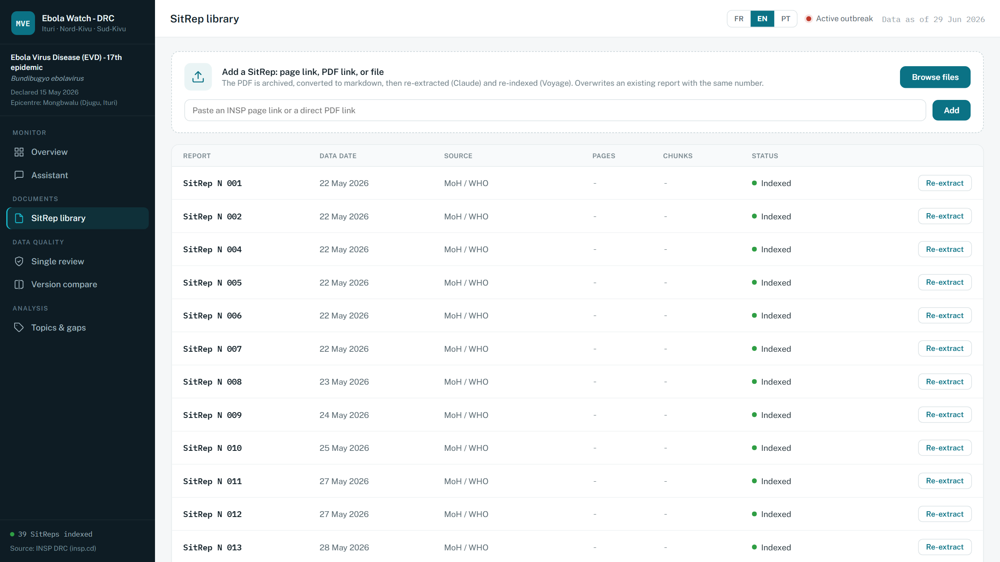 MVE
Ebola Watch - DRC
Ituri · Nord-Kivu · Sud-Kivu
Ebola Virus Disease (EVD) - 17th
epidemic
Bundibugyo ebolavirus
Declared 15 May 2026
Epicentre: Mongbwalu (Djugu, Ituri)
MONITOR
Overview
Assistant
DOCUMENTS
SitRep library
DATA QUALITY
Single review
Version compare
ANALYSIS
Topics & gaps
39 SitReps indexed
Source: INSP DRC (insp.cd)
SitRep library
FR EN PT Active outbreak Data as of 29 Jun 2026
Add a SitRep: page link, PDF link, or file
The PDF is archived, converted to markdown, then re-extracted (Claude) and re-indexed (Voyage). Overwrites an existing report with the same number.
Browse files
Paste an INSP page link or a direct PDF link
Add
REPORT DATA DATE SOURCE PAGES CHUNKS STATUS
SitRep N 001 22 May 2026 MoH / WHO - - Indexed Re-extract
SitRep N 002 22 May 2026 MoH / WHO - - Indexed Re-extract
SitRep N 004 22 May 2026 MoH / WHO - - Indexed Re-extract
SitRep N 005 22 May 2026 MoH / WHO - - Indexed Re-extract
SitRep N 006 22 May 2026 MoH / WHO - - Indexed Re-extract
SitRep N 007 22 May 2026 MoH / WHO - - Indexed Re-extract
SitRep N 008 23 May 2026 MoH / WHO - - Indexed Re-extract
SitRep N 009 24 May 2026 MoH / WHO - - Indexed Re-extract
SitRep N 010 25 May 2026 MoH / WHO - - Indexed Re-extract
SitRep N 011 27 May 2026 MoH / WHO - - Indexed Re-extract
SitRep N 012 27 May 2026 MoH / WHO - - Indexed Re-extract
SitRep N 013 28 May 2026 MoH / WHO - - Indexed Re-extract